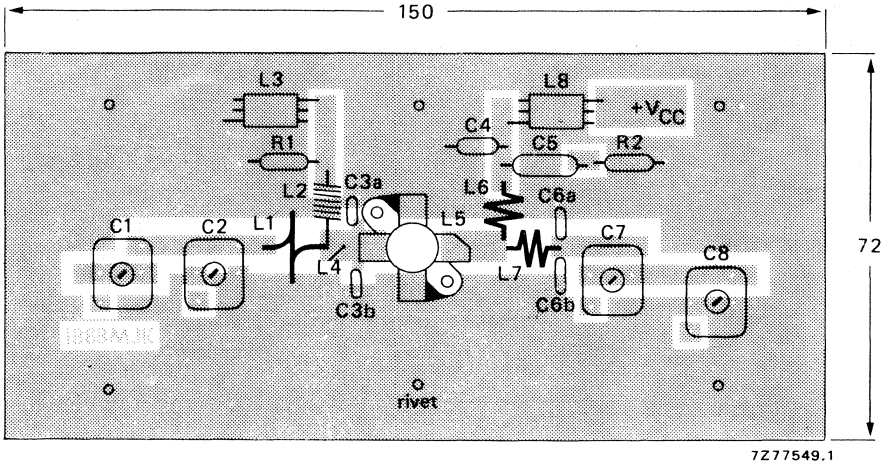 150
L3
L8
+VCC
C4
R1
C5
R2
L2
C3a
L6
C6a
C1
C2
L1
L5
C7
C8
72
L4
L7
C3b
C6b
rivet
7Z77549.1